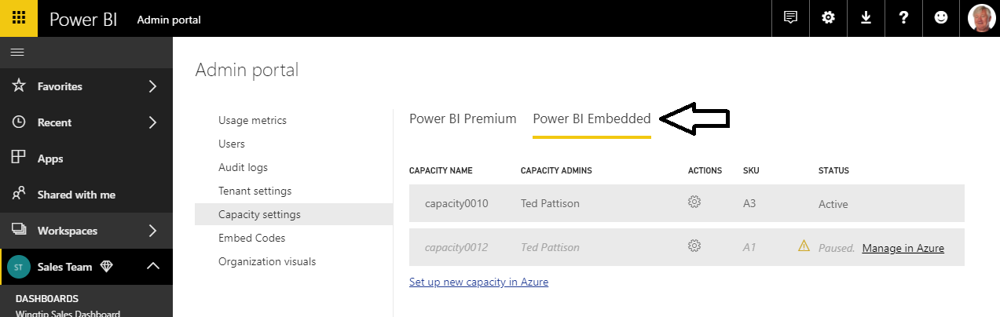 Power BI Admin portal
Favorites
Recent
Apps
Shared with me
Workspaces
ST Sales Team
DASHBOARDS
Wingtip Sales Dashboard
Admin portal
Usage metrics
Users
Audit logs
Tenant settings
Capacity settings
Embed Codes
Organization visuals
Power BI Premium Power BI Embedded
CAPACITY NAME CAPACITY ADMINS ACTIONS SKU STATUS
capacity0010 Ted Pattison A3 Active
capacity0012 Ted Pattison A1 Paused. Manage in Azure
Set up new capacity in Azure